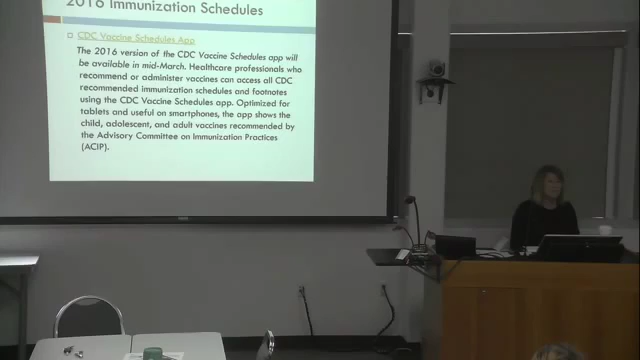 2016 Immunization Schedules
CDC Vaccine Schedules App
The 2016 version of the CDC Vaccine Schedules app will
be available in mid-March. Healthcare professionals who
recommend or administer vaccines can access all CDC
recommended immunization schedules and footnotes
using the CDC Vaccine Schedules app. Optimized for
tablets and useful on smartphones, the app shows the
child, adolescent, and adult vaccines recommended by
the Advisory Committee on Immunization Practices
(ACIP).